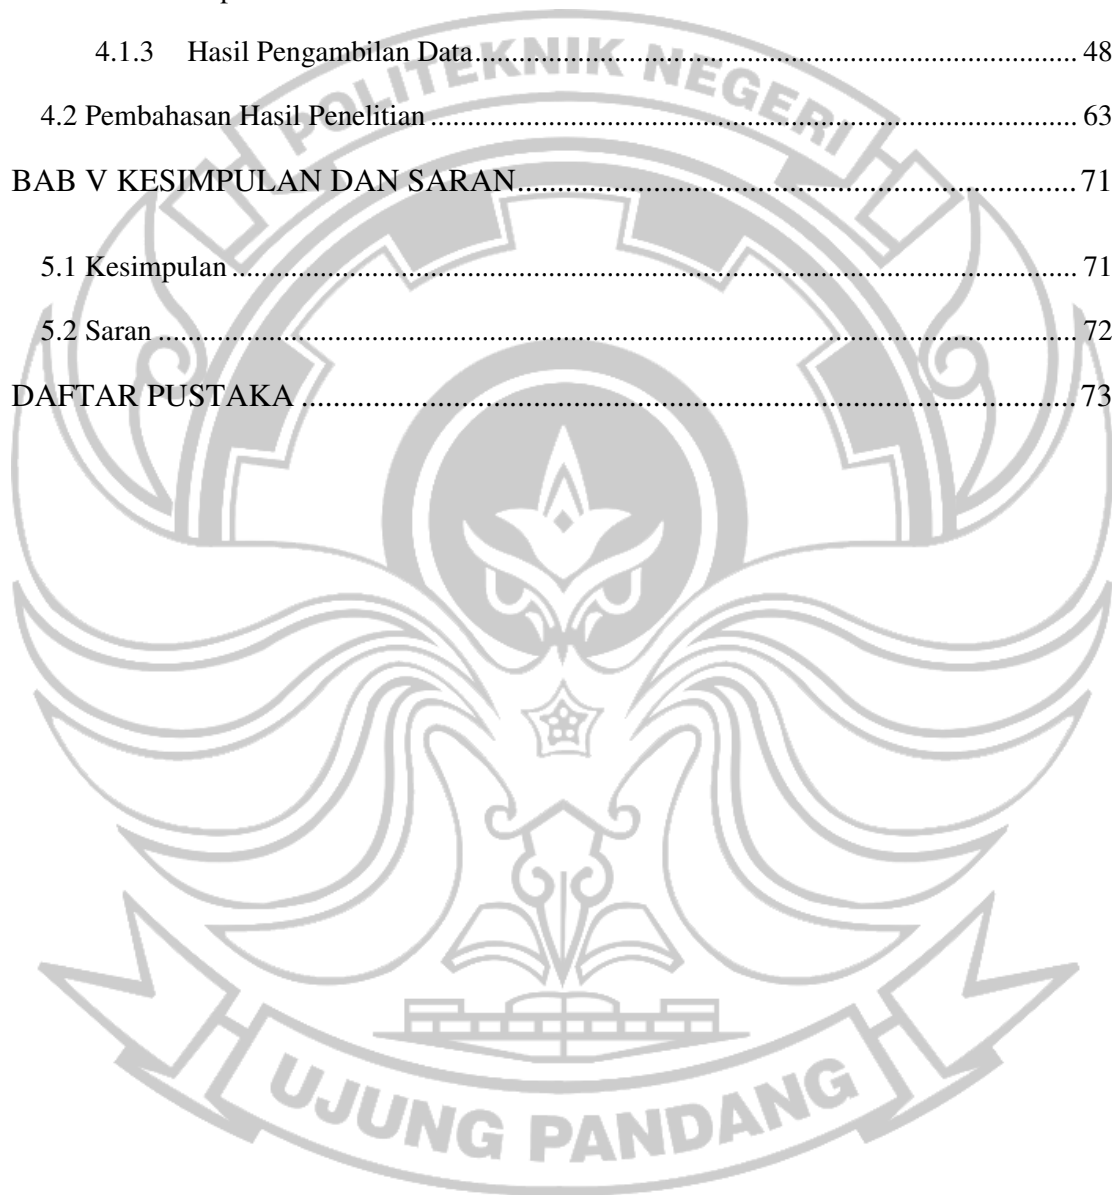 4.1.3 Hasil Pengambilan Data........................................................................................ 48
4.2 Pembahasan Hasil Penelitian............................................................................................... 63
BAB V KESIMPULAN DAN SARAN.................................................................... 71
5.1 Kesimpulan............................................................................................................................ 71
5.2 Saran...................................................................................................................................... 72
DAFTAR PUSTAKA.............................................................................................. 73
POLITEKNIK NEGERI
UJUNG PANDANG